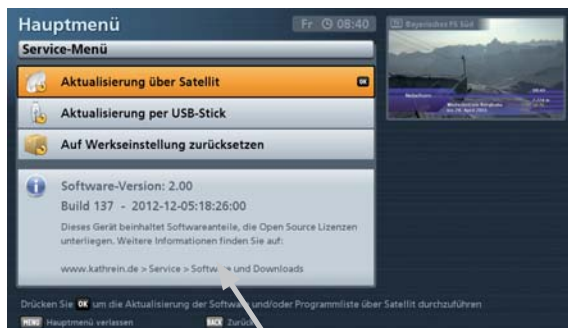 Hauptmenü
Fr 08:40
Bayerisches FS Süd
Service-Menü
Aktualisierung über Satellit OK
Aktualisierung per USB-Stick
Auf Werkseinstellung zurücksetzen
Software-Version: 2.00
Build 137 - 2012-12-05:18:26:00
Dieses Gerät beinhaltet Softwareanteile, die Open Source Lizenzen
unterliegen. Weitere Informationen finden Sie auf:
www.kathrein.de > Service > Software und Downloads
Drücken Sie OK um die Aktualisierung der Software und/oder Programmliste über Satellit durchzuführen
MENU Hauptmenü verlassen
BACK Zurück